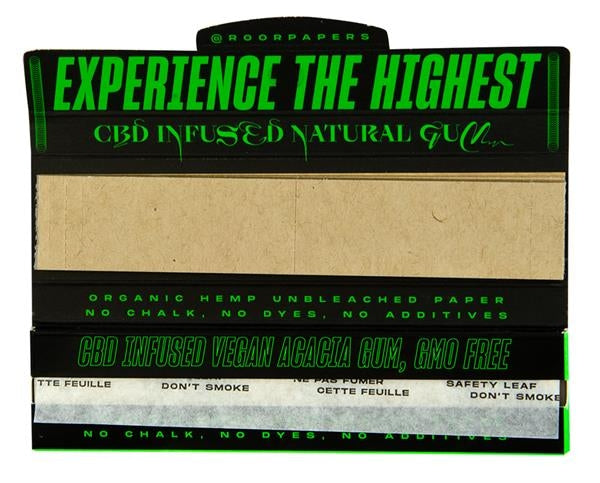 @ROORPAPERS
EXPERIENCE THE HIGHEST
CBD INFUSED NATURAL GUM
ORGANIC HEMP UNBLEACHED PAPER
NO CHALK, NO DYES, NO ADDITIVES
CBD INFUSED VEGAN ACACIA GUM, GMO FREE
TTE FEUILLE DON'T SMOKE NE PAS FUMER SAFETY LEAF
CETTE FEUILLE DON'T SMOKE
NO CHALK, NO DYES, NO ADDITIVES